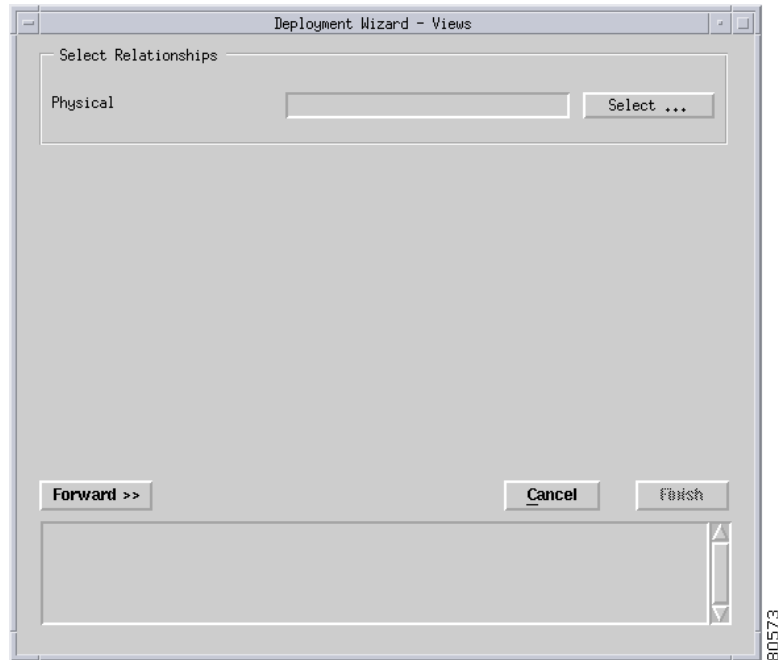 Deployment Wizard - Views
Select Relationships
Physical
Select ...
Forward >>
Cancel
Finish
80573